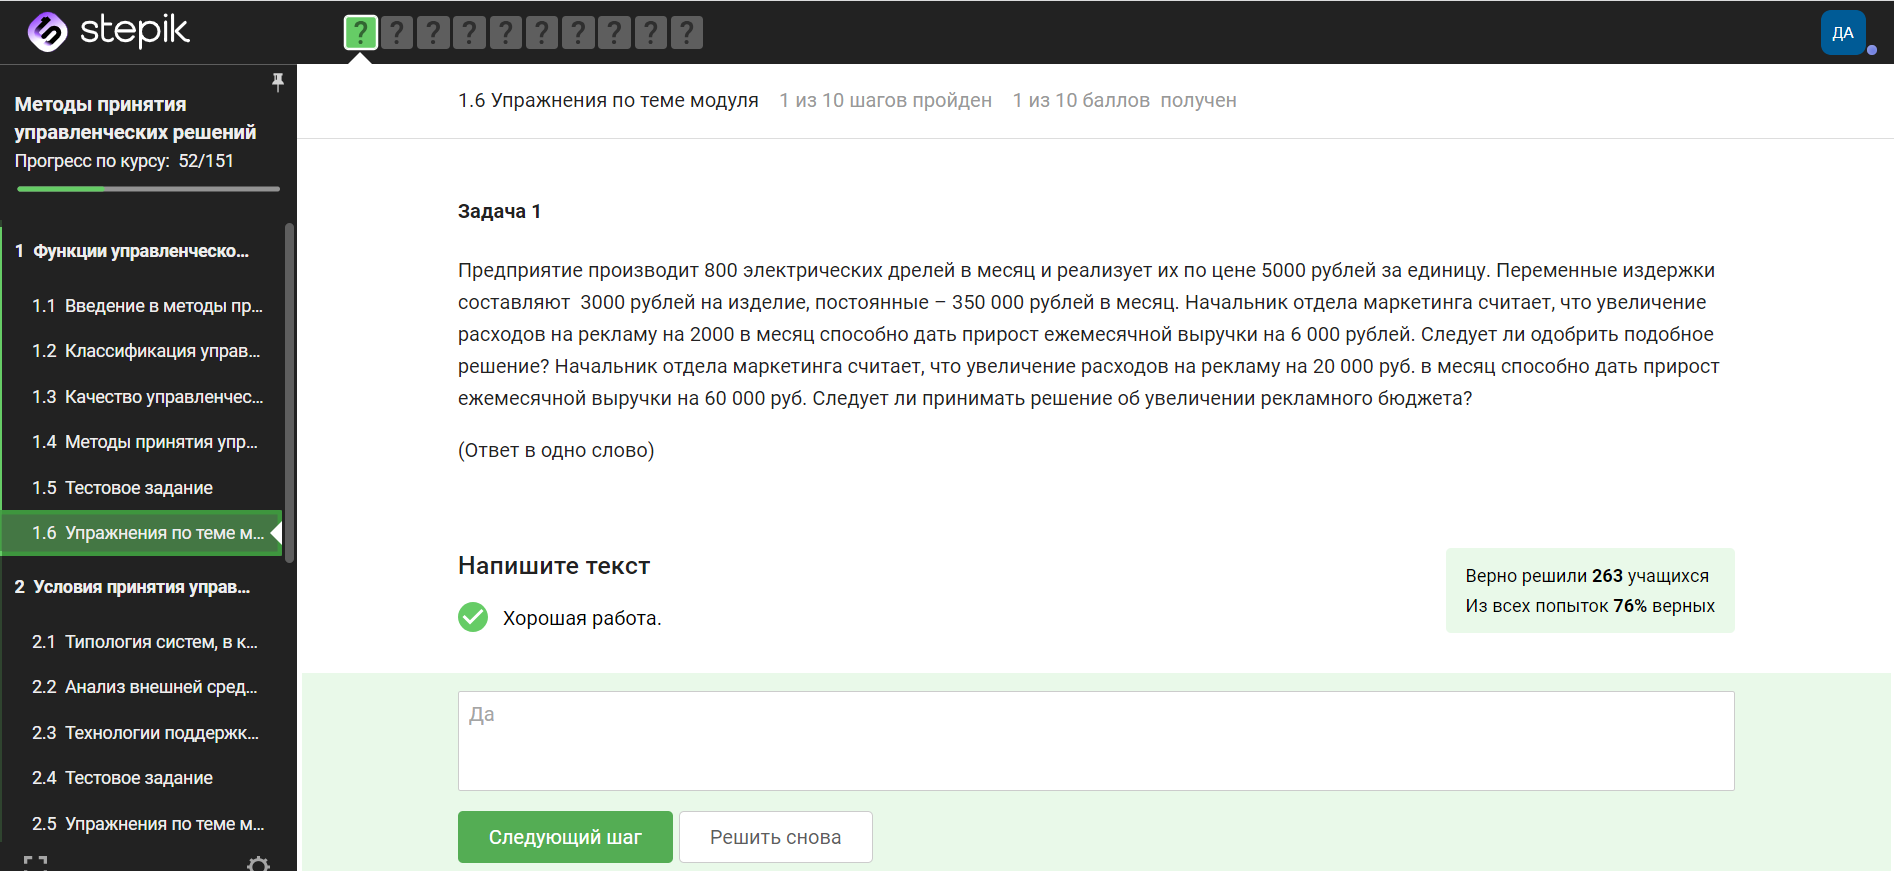 stepik
? ? ? ? ? ? ? ? ? ?
ДА
Методы принятия
управленческих решений
Прогресс по курсу: 52/151
1 Функции управленческо...
1.1 Введение в методы пр...
1.2 Классификация управ...
1.3 Качество управленчес...
1.4 Методы принятия упр...
1.5 Тестовое задание
1.6 Упражнения по теме м...
2 Условия принятия управ...
2.1 Типология систем, в к...
2.2 Анализ внешней сред...
2.3 Технологии поддержк...
2.4 Тестовое задание
2.5 Упражнения по теме м...
1.6 Упражнения по теме модуля 1 из 10 шагов пройден 1 из 10 баллов получен
Задача 1
Предприятие производит 800 электрических дрелей в месяц и реализует их по цене 5000 рублей за единицу. Переменные издержки
составляют 3000 рублей на изделие, постоянные – 350 000 рублей в месяц. Начальник отдела маркетинга считает, что увеличение
расходов на рекламу на 2000 в месяц способно дать прирост ежемесячной выручки на 6 000 рублей. Следует ли одобрить подобное
решение? Начальник отдела маркетинга считает, что увеличение расходов на рекламу на 20 000 руб. в месяц способно дать прирост
ежемесячной выручки на 60 000 руб. Следует ли принимать решение об увеличении рекламного бюджета?
(Ответ в одно слово)
Напишите текст
Хорошая работа.
Верно решили 263 учащихся
Из всех попыток 76% верных
Да
Следующий шаг
Решить снова